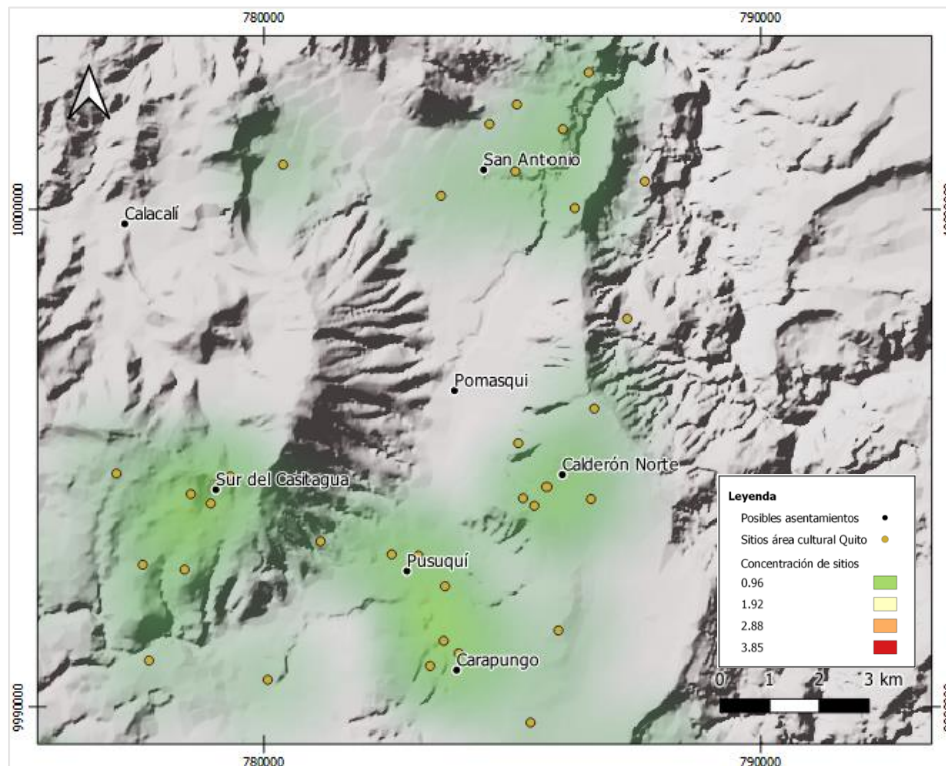 780000
790000
San Antonio
Calacalí
10000000
Pomasqui
Calderón Norte
Sur del Casitagua
Leyenda
Posibles asentamientos
Sitios área cultural Quito
Concentración de sitios
0.96
1.92
2.88
3.85
Pusuquí
Carapungo
0 1 2 3 km
9990000
780000
790000